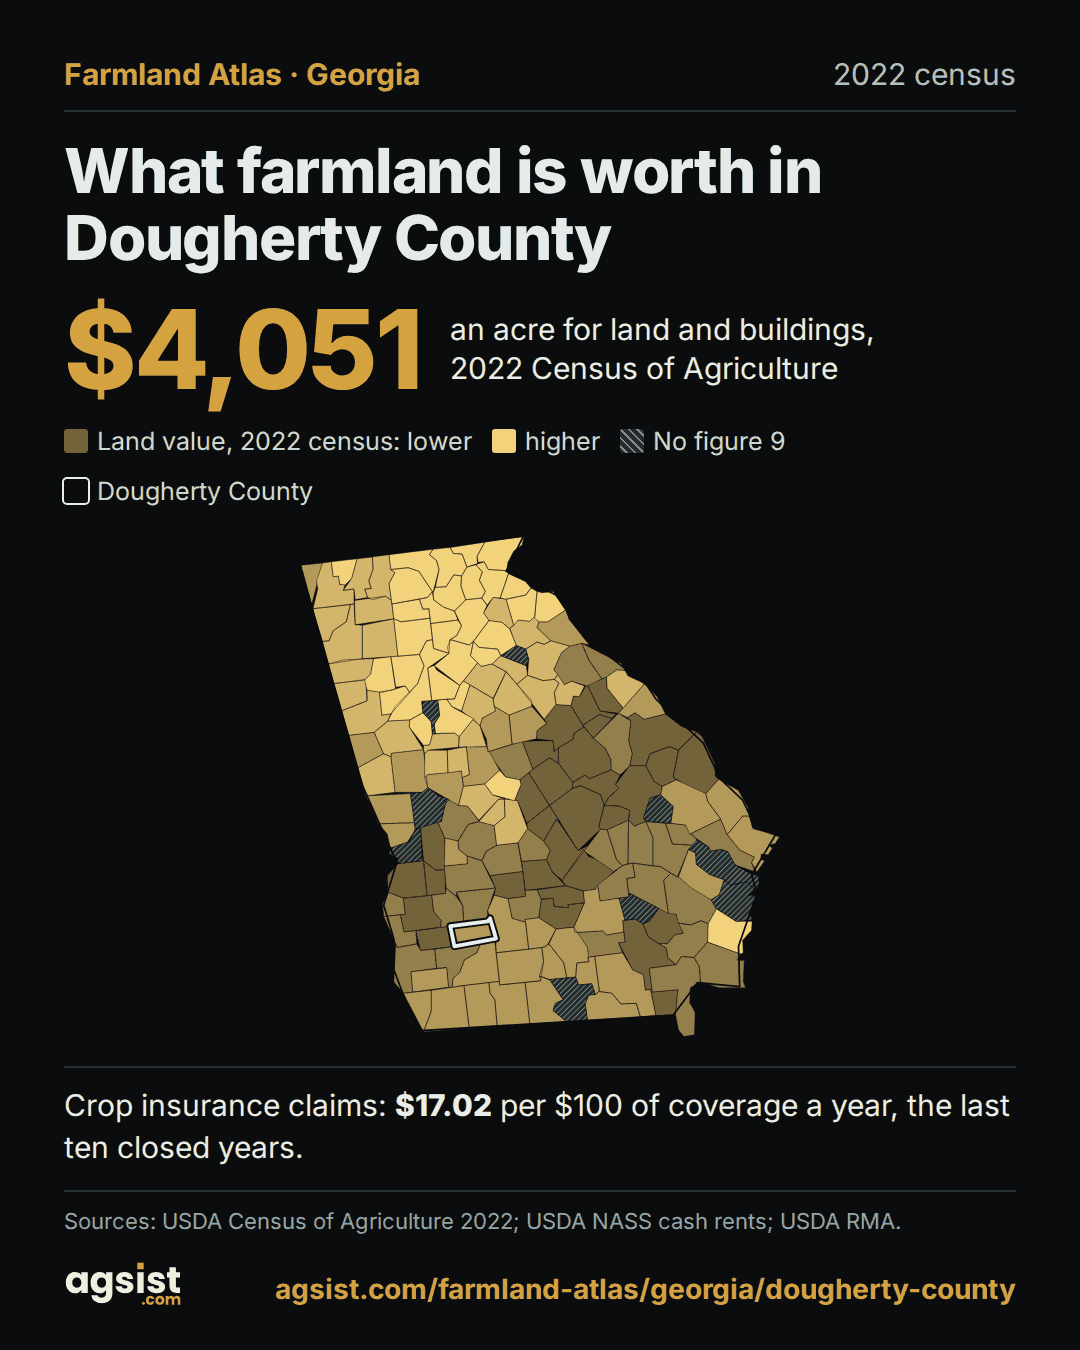 Farmland Atlas · Georgia
2022 census
What farmland is worth in
Dougherty County
$4,051
an acre for land and buildings,
2022 Census of Agriculture
Land value, 2022 census: lower
higher
No figure 9
Dougherty County
Crop insurance claims: $17.02 per $100 of coverage a year, the last
ten closed years.
Sources: USDA Census of Agriculture 2022; USDA NASS cash rents; USDA RMA.
agsist
.com
agsist.com/farmland-atlas/georgia/dougherty-county